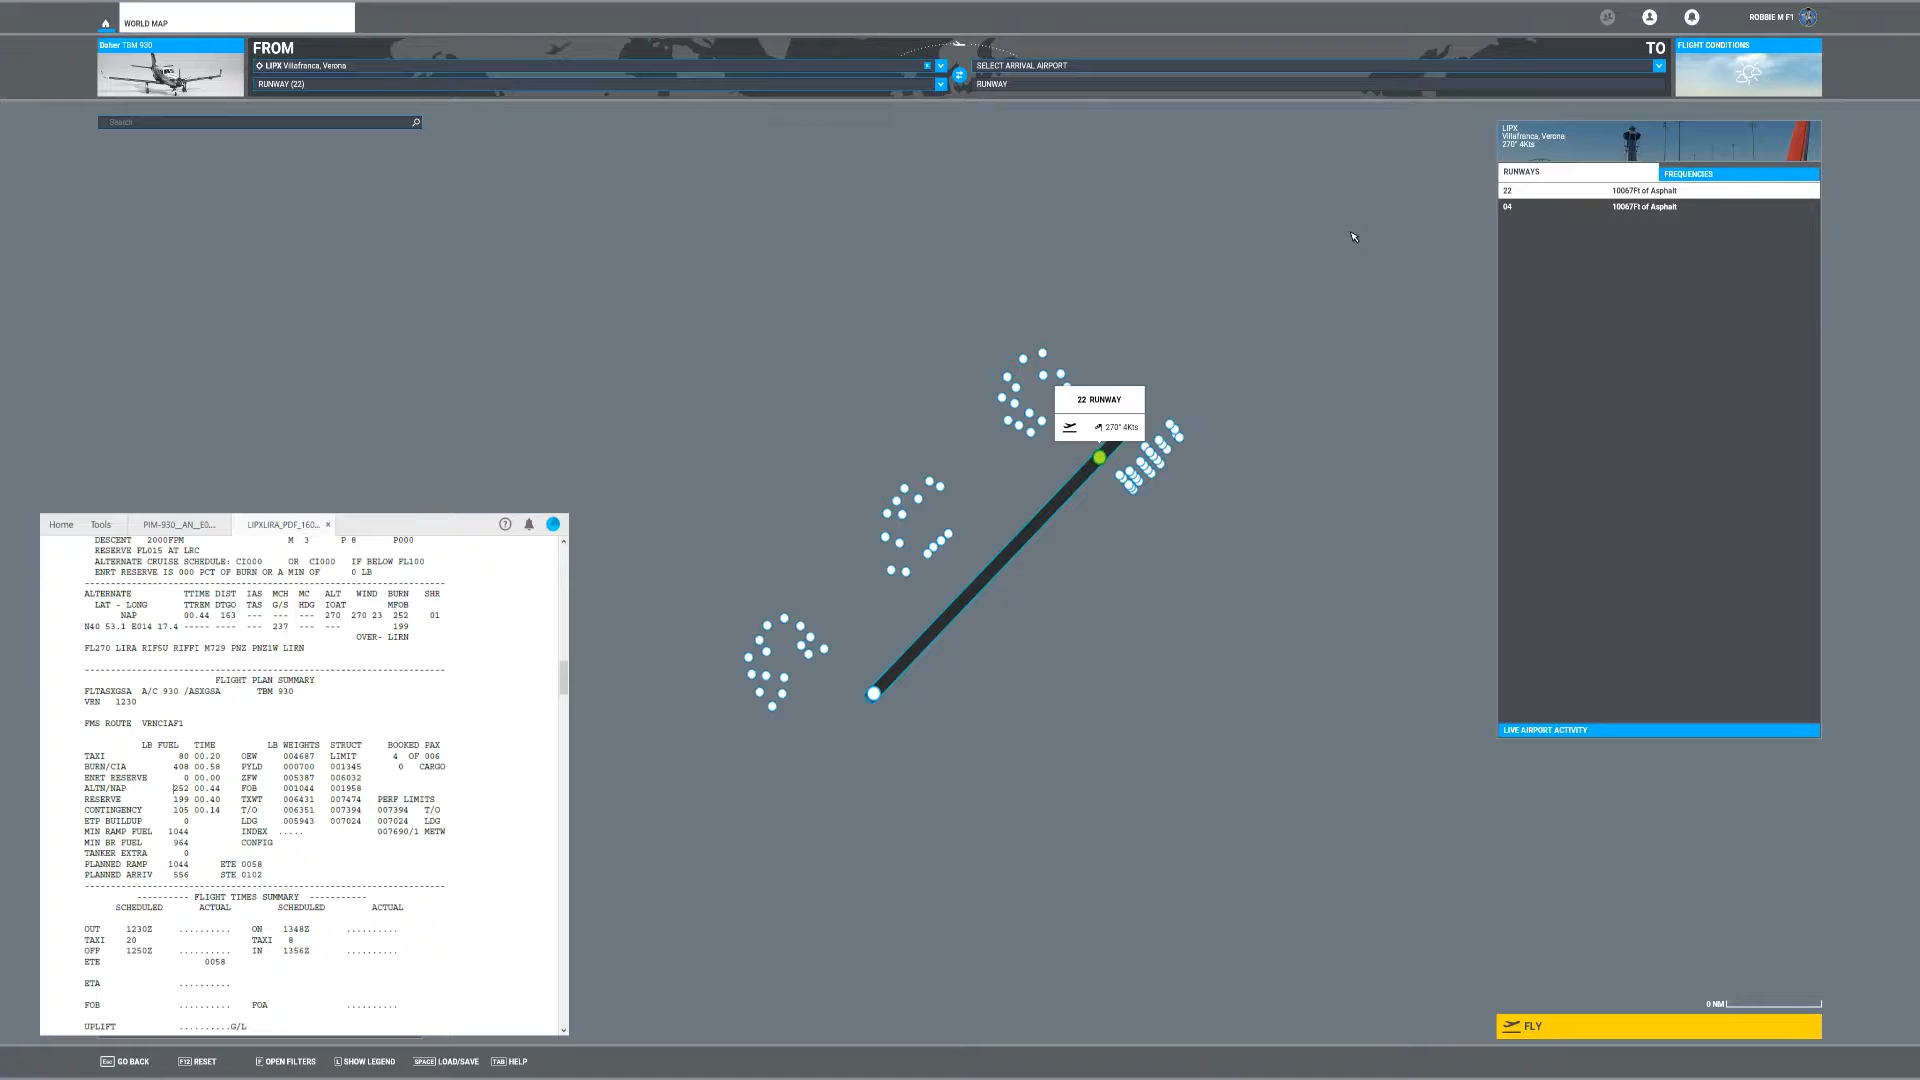 WORLD MAP
ROBBIE M F1
Daher TBM 930
FROM
LIPX Villafranca, Verona
RUNWAY (22)
TO
SELECT ARRIVAL AIRPORT
RUNWAY
FLIGHT CONDITIONS
Search
LIPX
Villafranca, Verona
270° 4Kts
RUNWAYS
FREQUENCIES
22 10067Ft of Asphalt
04 10067Ft of Asphalt
22 RUNWAY
270° 4Kts
Home Tools PIM-930__AN__E0... LIPXLIRA_PDF_160... ×
DESCENT 2000FPM M 3 P 8 P000
RESERVE FL015 AT LRC
ALTERNATE CRUISE SCHEDULE: CI000 OR CI000 IF BELOW FL100
ENRT RESERVE IS 000 PCT OF BURN OR A MIN OF 0 LB
ALTERNATE TTIME DIST IAS MCH MC ALT WIND BURN SHR
LAT - LONG TTREM DTGO TAS G/S HDG IOAT MFOB
NAP 00.44 163 --- --- --- 270 270 23 252 01
N40 53.1 E014 17.4 ----- ---- --- 237 --- --- 199
OVER- LIRN
FL270 LIRA RIF5U RIFFI M729 PNZ PNZ1W LIRN
FLIGHT PLAN SUMMARY
FLTASXGSA A/C 930 /ASXGSA TBM 930
VRN 1230
FMS ROUTE VRNCIAF1
LB FUEL TIME LB WEIGHTS STRUCT BOOKED PAX
TAXI 80 00.20 OEW 004687 LIMIT 4 OF 006
BURN/CIA 408 00.58 PYLD 000700 001345 0 CARGO
ENRT RESERVE 0 00.00 ZFW 005387 006032
ALTN/NAP 252 00.44 FOB 001044 001958
RESERVE 199 00.40 TXWT 006431 007474 PERF LIMITS
CONTINGENCY 105 00.14 T/O 006351 007394 007394 T/O
ETP BUILDUP 0 LDG 005943 007024 007024 LDG
MIN RAMP FUEL 1044 INDEX ..... 007690/1 METW
MIN BR FUEL 964 CONFIG
TANKER EXTRA 0
PLANNED RAMP 1044 ETE 0058
PLANNED ARRIV 556 STE 0102
---------- FLIGHT TIMES SUMMARY -----------
SCHEDULED ACTUAL SCHEDULED ACTUAL
OUT 1230Z .......... ON 1348Z ..........
TAXI 20 TAXI 8
OFF 1250Z .......... IN 1356Z ..........
ETE 0058
ETA ..........
FOB .......... FOA ..........
UPLIFT ..........G/L
LIVE AIRPORT ACTIVITY
0 NM
FLY
Esc GO BACK F12 RESET F OPEN FILTERS L SHOW LEGEND SPACE LOAD/SAVE TAB HELP